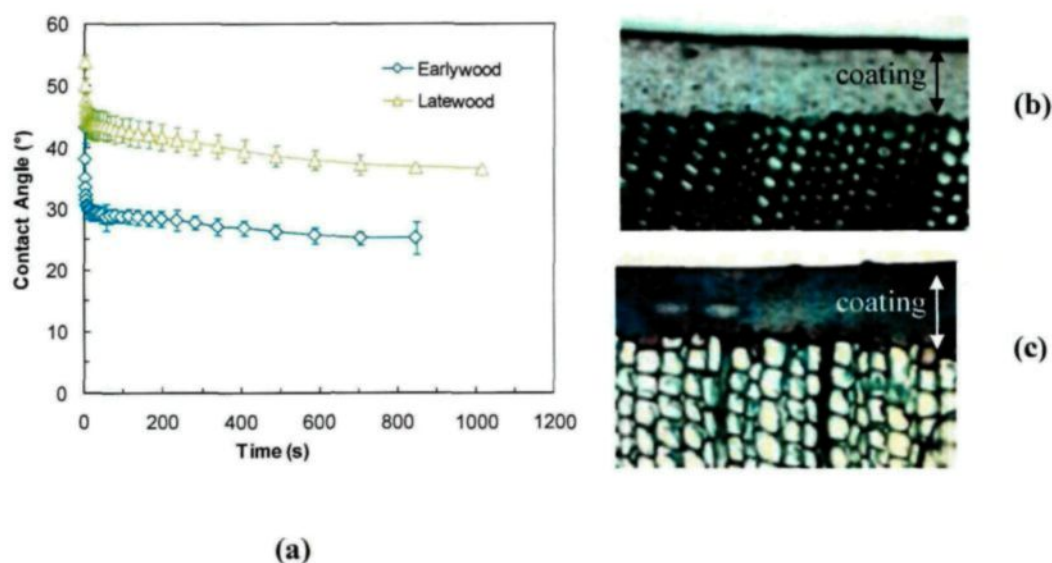 60
50
40
30
20
10
0
Contact Angle (°)
Earlywood
Latewood
0 200 400 600 800 1000 1200
Time (s)
(a)
coating
(b)
coating
(c)